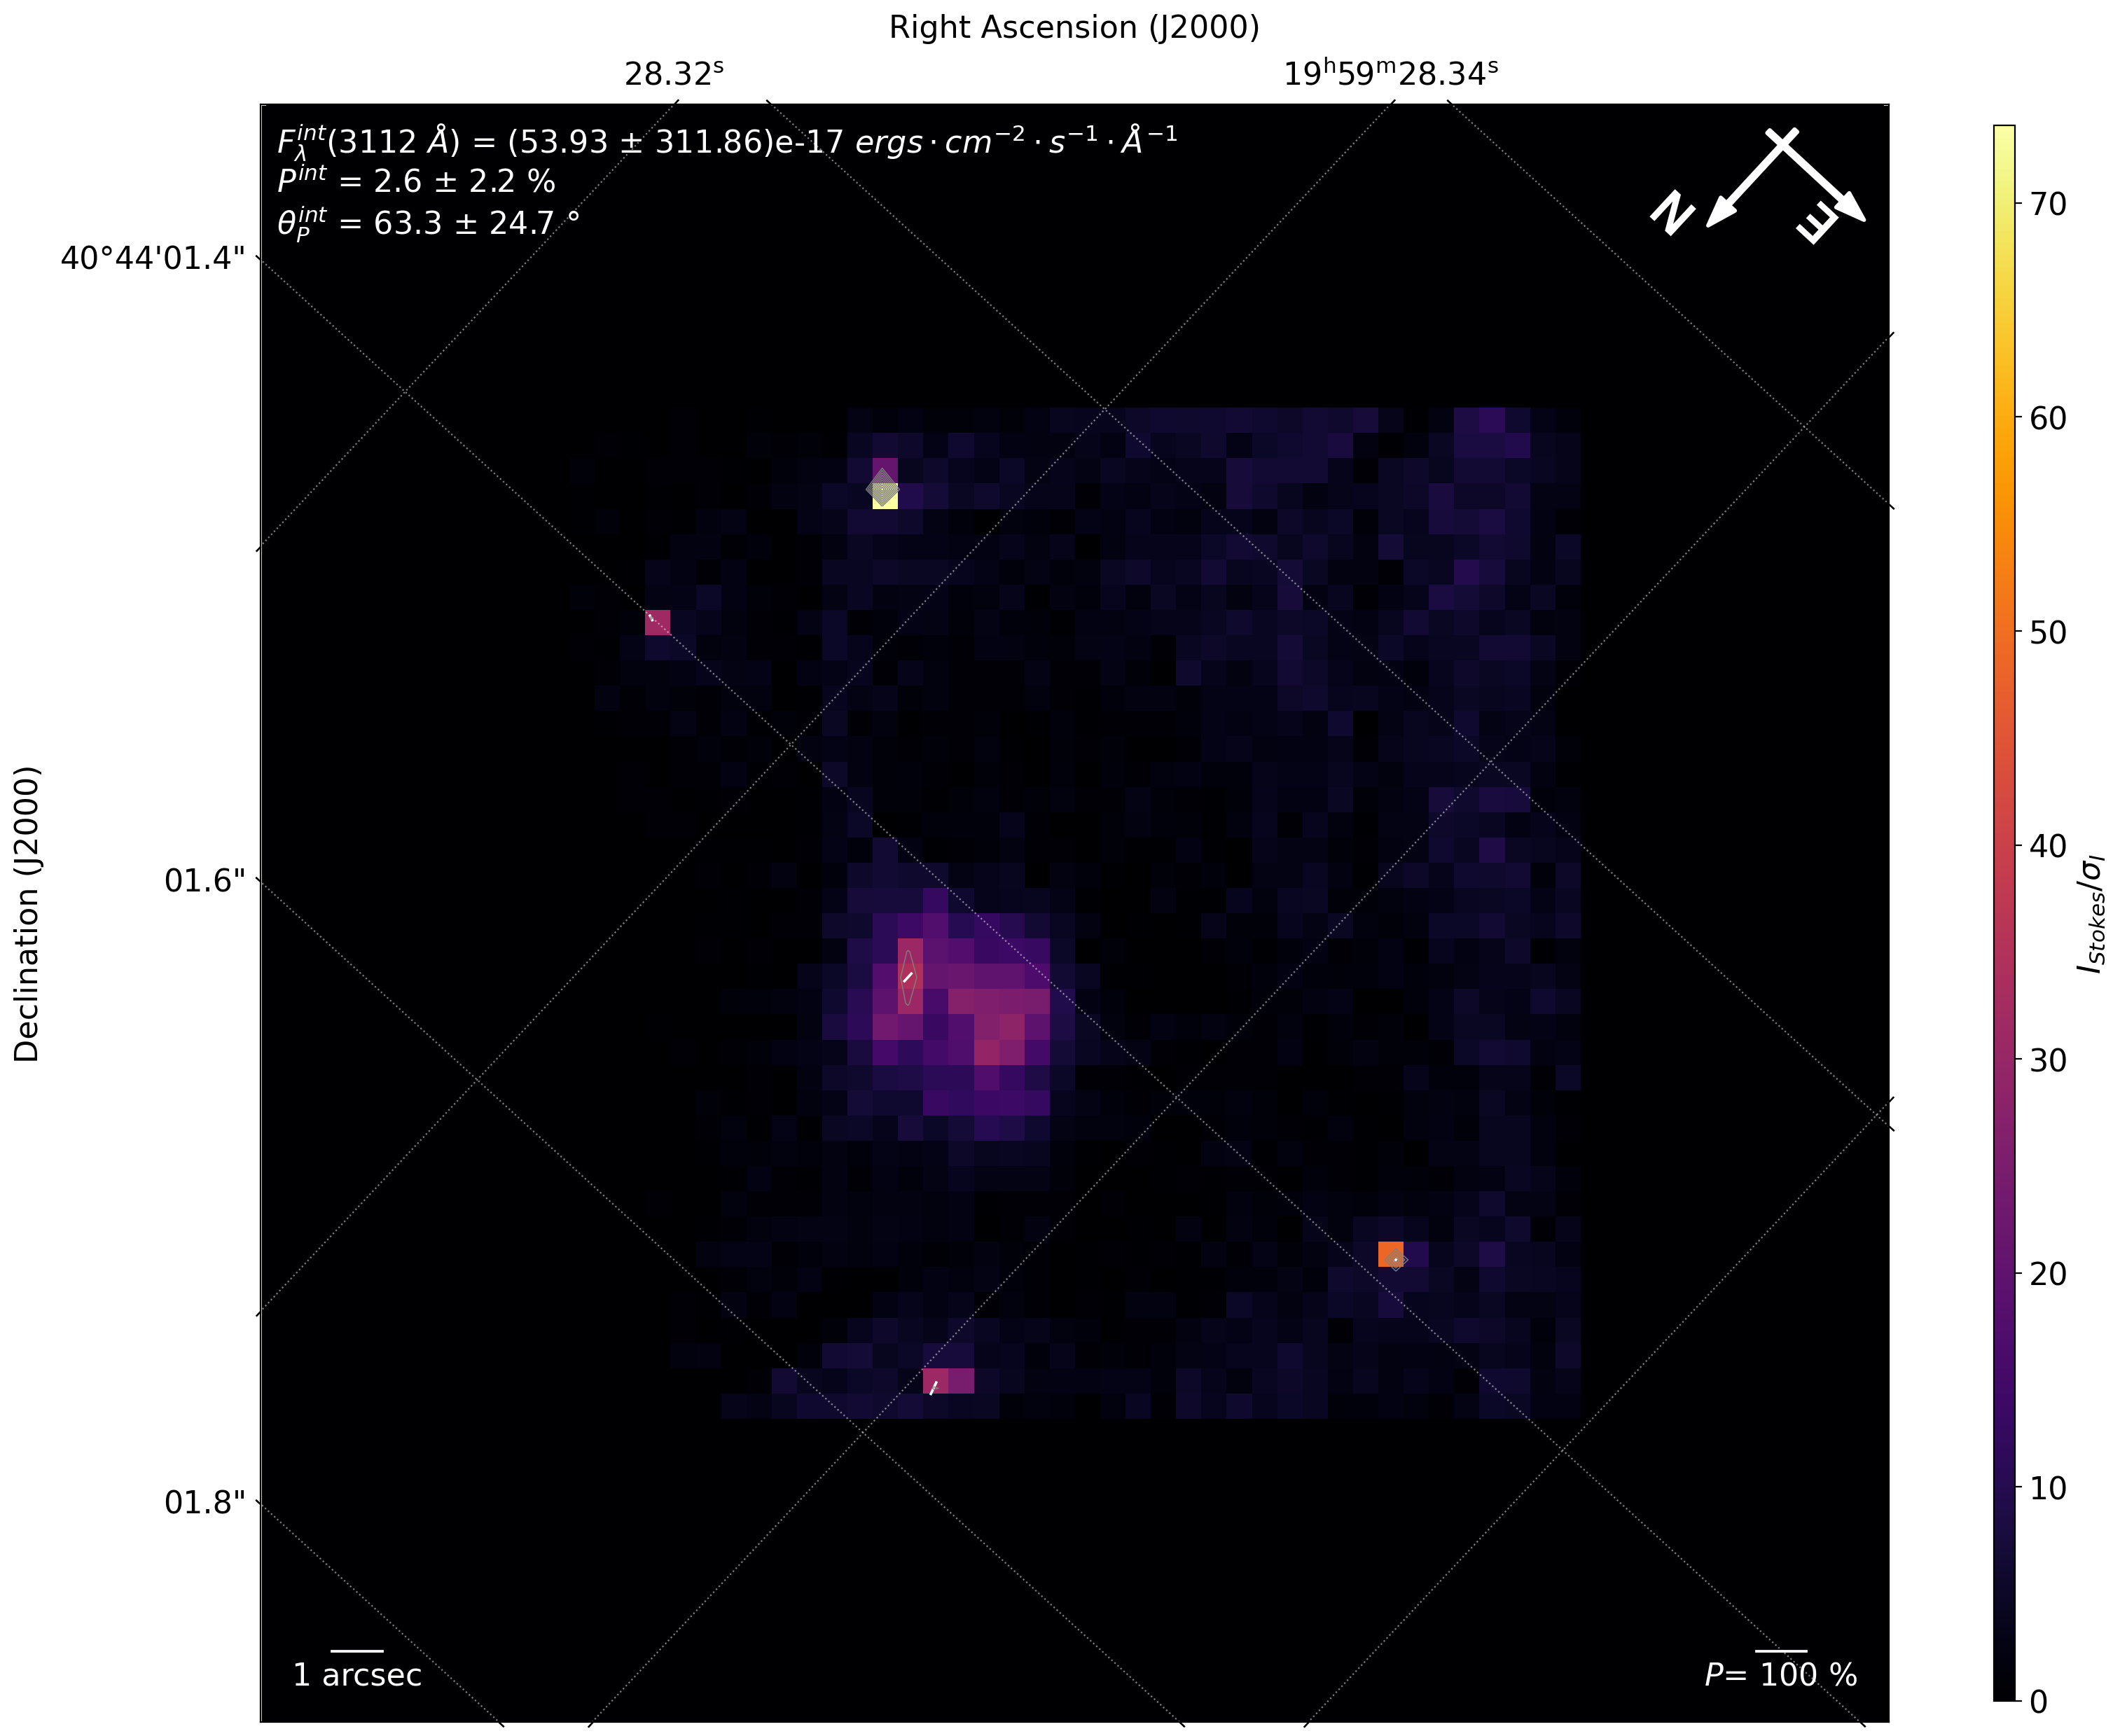 Right Ascension (J2000)
28.32s
19h59m28.34s
F_λ^int(3112 Å) = (53.93 ± 311.86)e-17 ergs · cm⁻² · s⁻¹ · Å⁻¹
P^int = 2.6 ± 2.2 %
θ_P^int = 63.3 ± 24.7 °
N
E
40°44'01.4"
01.6"
01.8"
Declination (J2000)
1 arcsec
P= 100 %
70
60
50
40
30
20
10
0
I_Stokes/σ_I